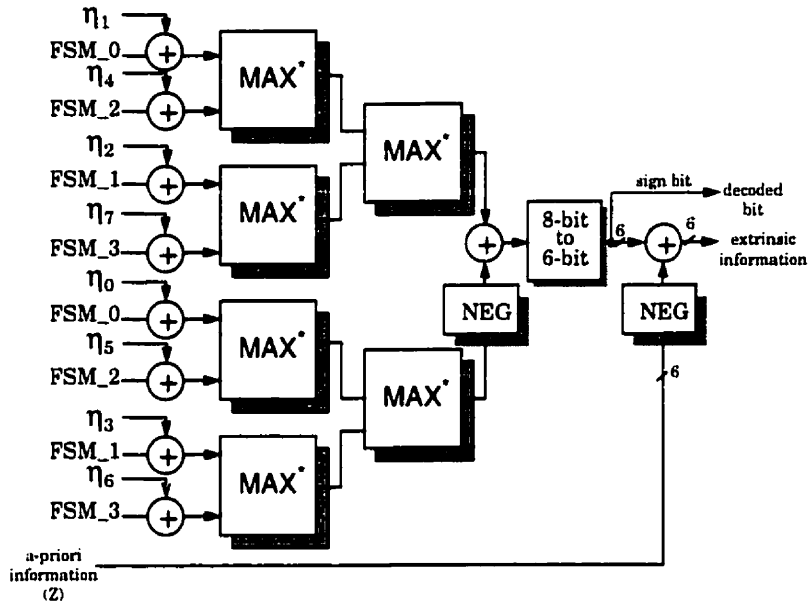 η1
FSM_0
η4
FSM_2
MAX*
η2
FSM_1
η7
FSM_3
MAX*
MAX*
η0
FSM_0
η5
FSM_2
MAX*
η3
FSM_1
η6
FSM_3
MAX*
MAX*
+
+
+
+
+
+
+
+
+
NEG
8-bit
to
6-bit
6
sign bit
decoded
bit
+
6
extrinsic
information
NEG
6
a-priori
information
(Z)